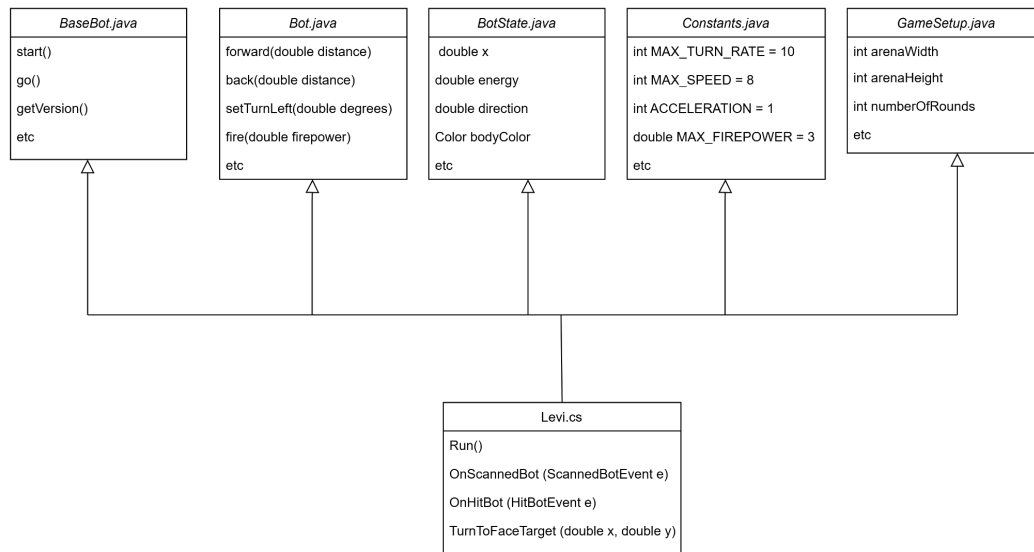 BaseBot.java
start()
go()
getVersion()
etc
Bot.java
forward(double distance)
back(double distance)
setTurnLeft(double degrees)
fire(double firepower)
etc
BotState.java
double x
double energy
double direction
Color bodyColor
etc
Constants.java
int MAX_TURN_RATE = 10
int MAX_SPEED = 8
int ACCELERATION = 1
double MAX_FIREPOWER = 3
etc
GameSetup.java
int arenaWidth
int arenaHeight
int numberOfRounds
etc
Levi.cs
Run()
OnScannedBot (ScannedBotEvent e)
OnHitBot (HitBotEvent e)
TurnToFaceTarget (double x, double y)